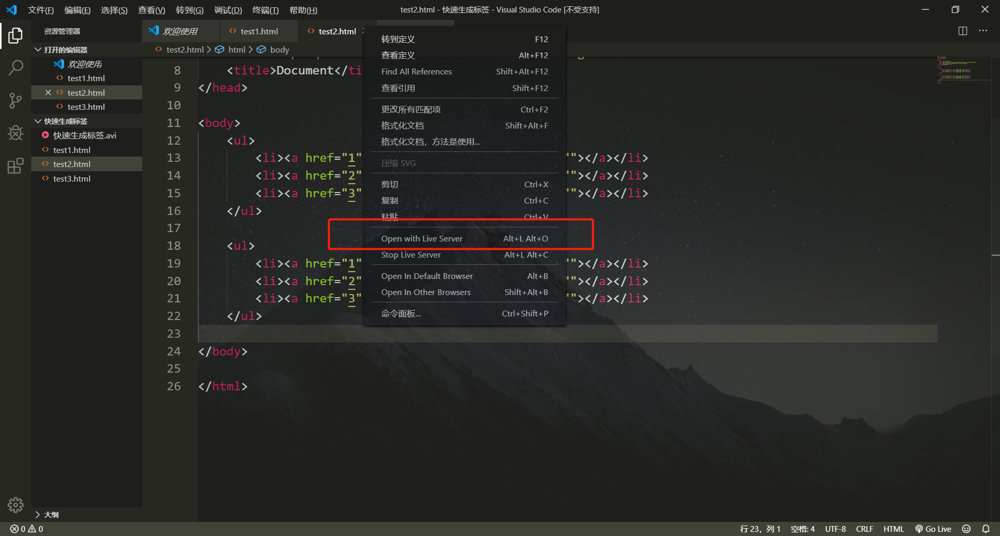 文件(F) 编辑(E) 选择(S) 查看(V) 转到(G) 调试(D) 终端(T) 帮助(H) test2.html - 快速生成标签 - Visual Studio Code [不受支持]
资源管理器
欢迎使用 test1.html test2.html
打开的编辑器
欢迎使用
test1.html
test2.html
test3.html
快速生成标签
快速生成标签.avi
test1.html
test2.html
test3.html
大纲
test2.html > html > body
8 <title>Document</ti
9 </head>
10
11 <body>
12 <ul>
13 <li><a href="1" ""></a></li>
14 <li><a href="2" ""></a></li>
15 <li><a href="3" ""></a></li>
16 </ul>
17
18 <ul>
19 <li><a href="1" ""></a></li>
20 <li><a href="2" ""></a></li>
21 <li><a href="3" ""></a></li>
22 </ul>
23
24 </body>
25
26 </html>
转到定义 F12
查看定义 Alt+F12
Find All References Shift+Alt+F12
查看引用 Shift+F12
更改所有匹配项 Ctrl+F2
格式化文档 Shift+Alt+F
格式化文档，方法是使用...
压缩 SVG
剪切 Ctrl+X
复制 Ctrl+C
粘贴 Ctrl+V
Open with Live Server Alt+L Alt+O
Stop Live Server Alt+L Alt+C
Open In Default Browser Alt+B
Open In Other Browsers Shift+Alt+B
命令面板... Ctrl+Shift+P
0 0 行 23，列 1 空格: 4 UTF-8 CRLF HTML Go Live